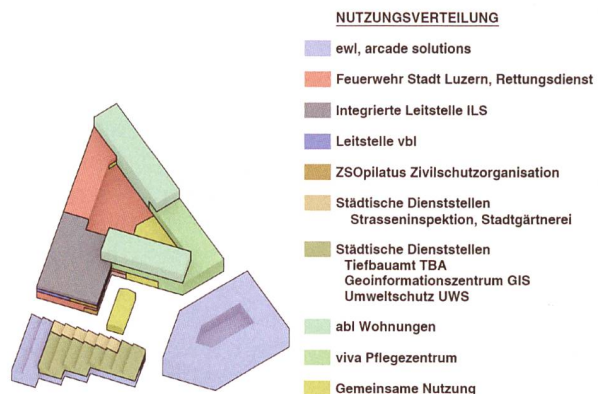 NUTZUNGSVERTEILUNG
ewl, arcade solutions
Feuerwehr Stadt Luzern, Rettungsdienst
Integrierte Leitstelle ILS
Leitstelle vbl
ZSOpilatus Zivilschutzorganisation
Städtische Dienststellen
Strasseninspektion, Stadtgärtnerei
Städtische Dienststellen
Tiefbauamt TBA
Geoinformationszentrum GIS
Umweltschutz UWS
abl Wohnungen
viva Pflegezentrum
Gemeinsame Nutzung